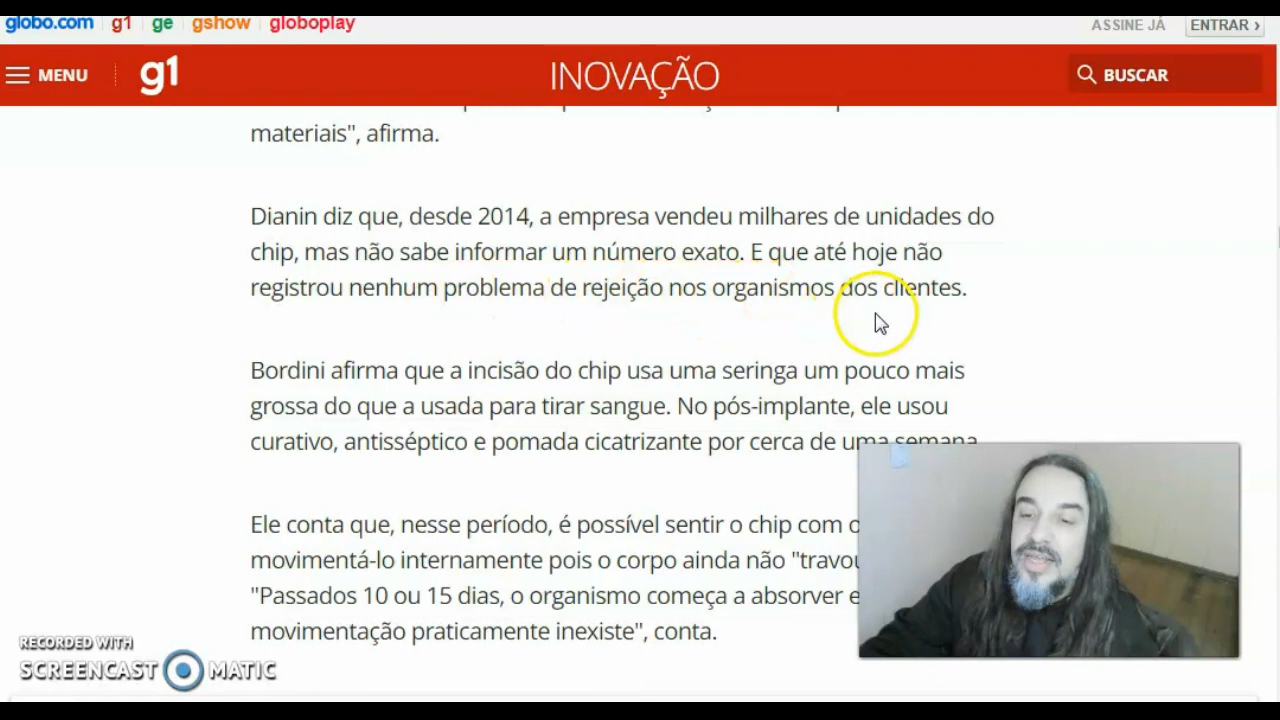 globo.com g1 ge gshow globoplay ASSINE JÁ ENTRAR ›
MENU g1 INOVAÇÃO BUSCAR
materiais", afirma.
Dianin diz que, desde 2014, a empresa vendeu milhares de unidades do
chip, mas não sabe informar um número exato. E que até hoje não
registrou nenhum problema de rejeição nos organismos dos clientes.
Bordini afirma que a incisão do chip usa uma seringa um pouco mais
grossa do que a usada para tirar sangue. No pós-implante, ele usou
curativo, antisséptico e pomada cicatrizante por cerca de uma semana
Ele conta que, nesse período, é possível sentir o chip com
movimentá-lo internamente pois o corpo ainda não "travou
"Passados 10 ou 15 dias, o organismo começa a absorver e
movimentação praticamente inexiste", conta.
RECORDED WITH
SCREENCAST MATIC